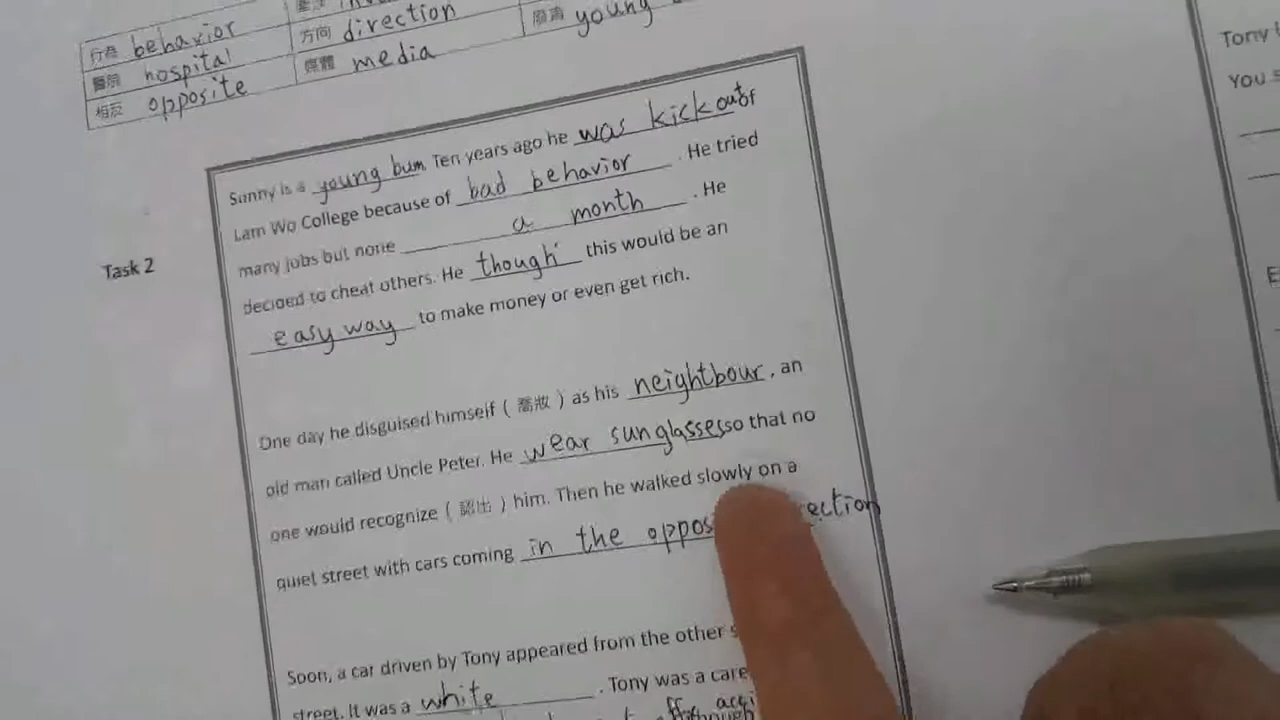 行為 behavior
方向 direction
young
醫院 hospital
媒體 media
相反 opposite
Tony
You
Task 2
Sunny is a young bum. Ten years ago he was kick out of
Lam Wo College because of bad behavior. He tried
many jobs but none a month. He
decided to cheat others. He though this would be an
easy way to make money or even get rich.
One day he disguised himself (喬妝) as his neightbour, an
old man called Uncle Peter. He wear sunglasses so that no
one would recognize (認出) him. Then he walked slowly on a
quiet street with cars coming in the oppos rection
Soon, a car driven by Tony appeared from the other
street. It was a white. Tony was a care